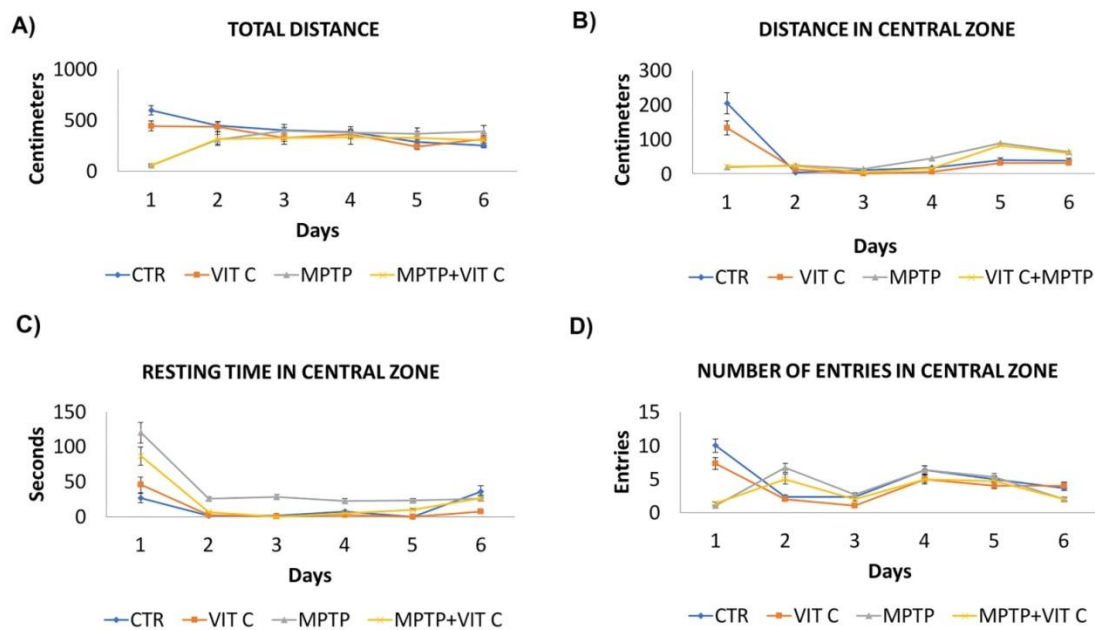 A)
TOTAL DISTANCE
1000
500
0
Centimeters
1 2 3 4 5 6
Days
CTR VIT C MPTP MPTP+VIT C
B)
DISTANCE IN CENTRAL ZONE
300
200
100
0
Centimeters
1 2 3 4 5 6
Days
CTR VIT C MPTP VIT C+MPTP
C)
RESTING TIME IN CENTRAL ZONE
150
100
50
0
Seconds
1 2 3 4 5 6
Days
CTR VIT C MPTP MPTP+VIT C
D)
NUMBER OF ENTRIES IN CENTRAL ZONE
15
10
5
0
Entries
1 2 3 4 5 6
Days
CTR VIT C MPTP MPTP+VIT C